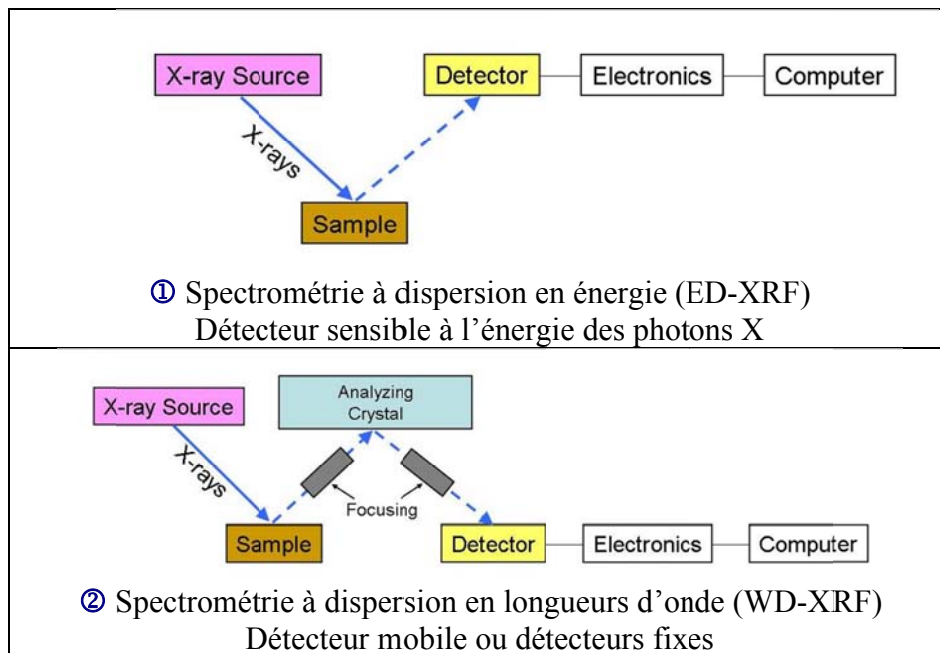 X-ray Source
Detector
Electronics
Computer
X-rays
Sample
① Spectrométrie à dispersion en énergie (ED-XRF)
Détecteur sensible à l'énergie des photons X
Analyzing
Crystal
X-ray Source
X-rays
Focusing
Sample
Detector
Electronics
Computer
② Spectrométrie à dispersion en longueurs d'onde (WD-XRF)
Détecteur mobile ou détecteurs fixes